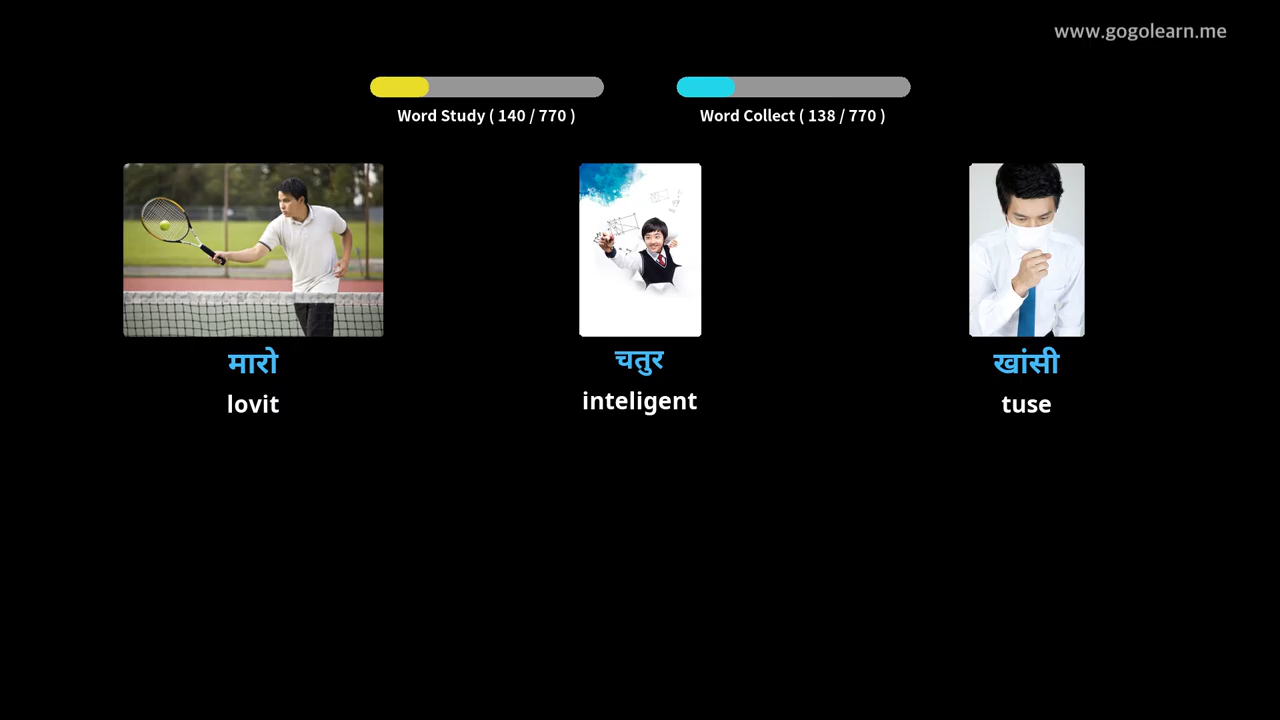 www.gogolearn.me
Word Study ( 140 / 770 )
Word Collect ( 138 / 770 )
मारो
चतुर
खांसी
lovit
inteligent
tuse